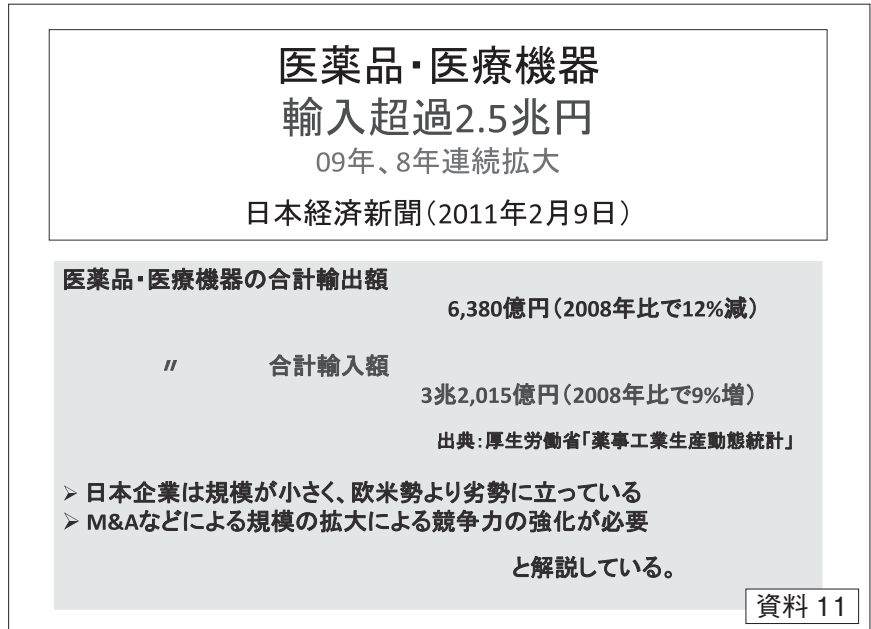 医薬品・医療機器
輸入超過2.5兆円
09年、8年連続拡大
日本経済新聞（2011年2月9日）
医薬品・医療機器の合計輸出額
6,380億円（2008年比で12%減）
〃 合計輸入額
3兆2,015億円（2008年比で9%増）
出典：厚生労働省「薬事工業生産動態統計」
➢ 日本企業は規模が小さく、欧米勢より劣勢に立っている
➢ M&Aなどによる規模の拡大による競争力の強化が必要
と解説している。
資料 11